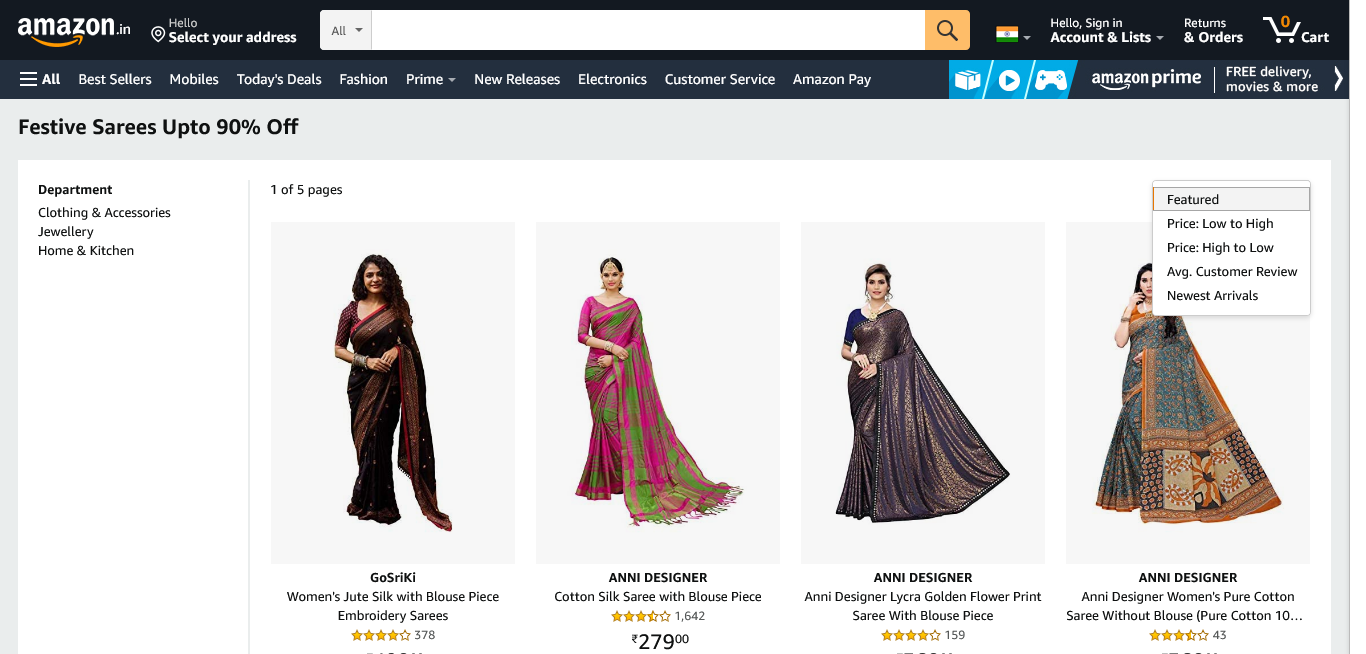 amazon.in
Hello
Select your address
All
Hello, Sign in
Account & Lists
Returns
& Orders
0
Cart
All
Best Sellers
Mobiles
Today's Deals
Fashion
Prime
New Releases
Electronics
Customer Service
Amazon Pay
amazon prime
FREE delivery,
movies & more
Festive Sarees Upto 90% Off
Department
Clothing & Accessories
Jewellery
Home & Kitchen
1 of 5 pages
Featured
Price: Low to High
Price: High to Low
Avg. Customer Review
Newest Arrivals
GoSriKi
Women's Jute Silk with Blouse Piece
Embroidery Sarees
378
ANNI DESIGNER
Cotton Silk Saree with Blouse Piece
1,642
₹27900
ANNI DESIGNER
Anni Designer Lycra Golden Flower Print
Saree With Blouse Piece
159
ANNI DESIGNER
Anni Designer Women's Pure Cotton
Saree Without Blouse (Pure Cotton 10…
43